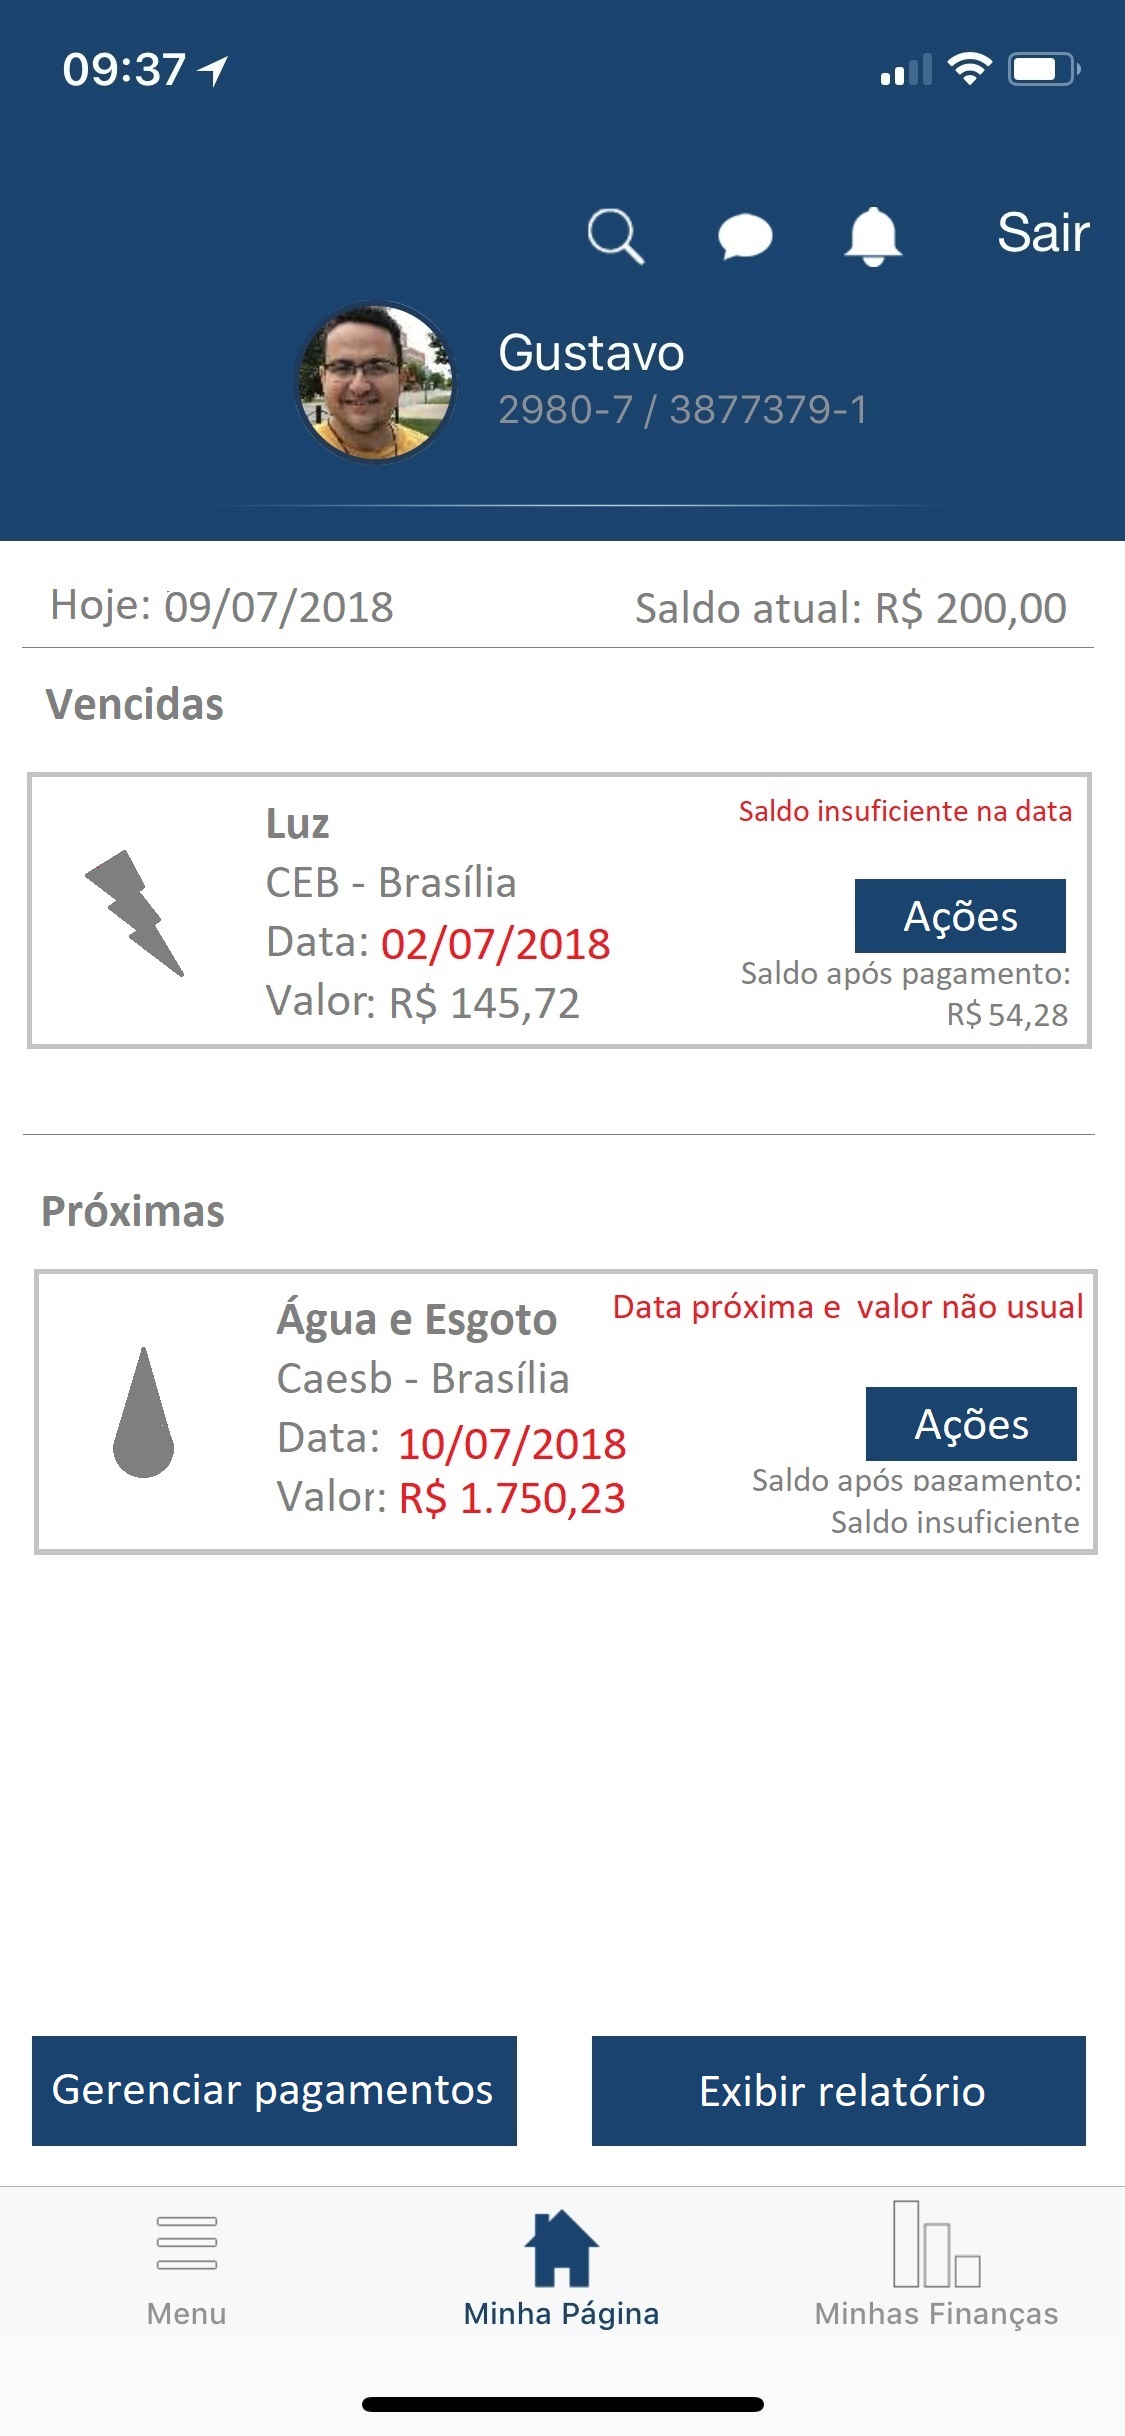 09:37
Sair
Gustavo
2980-7 / 3877379-1
Hoje: 09/07/2018
Saldo atual: R$ 200,00
Vencidas
Luz
Saldo insuficiente na data
CEB - Brasília
Data: 02/07/2018
Valor: R$ 145,72
Ações
Saldo após pagamento:
R$ 54,28
Próximas
Água e Esgoto
Data próxima e valor não usual
Caesb - Brasília
Data: 10/07/2018
Valor: R$ 1.750,23
Ações
Saldo após pagamento:
Saldo insuficiente
Gerenciar pagamentos
Exibir relatório
Menu
Minha Página
Minhas Finanças